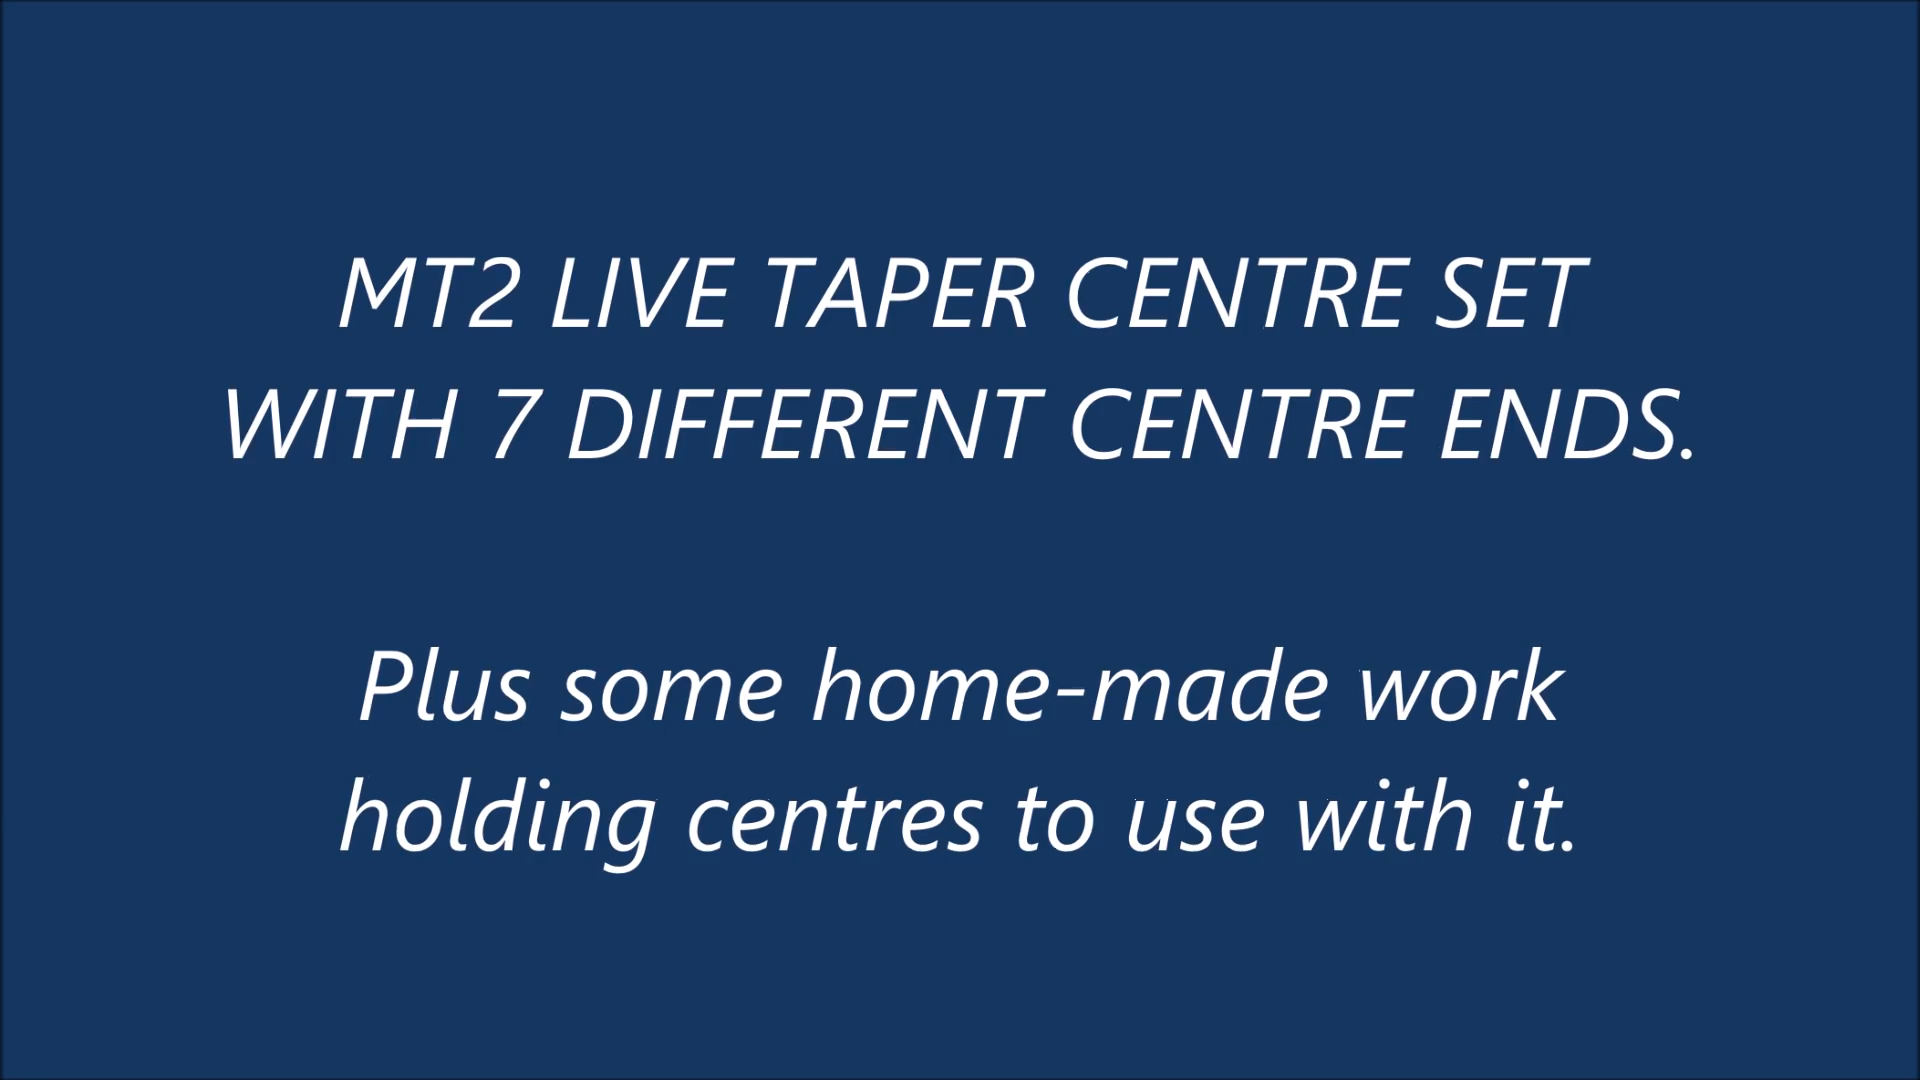 MT2 LIVE TAPER CENTRE SET
WITH 7 DIFFERENT CENTRE ENDS.
Plus some home-made work
holding centres to use with it.